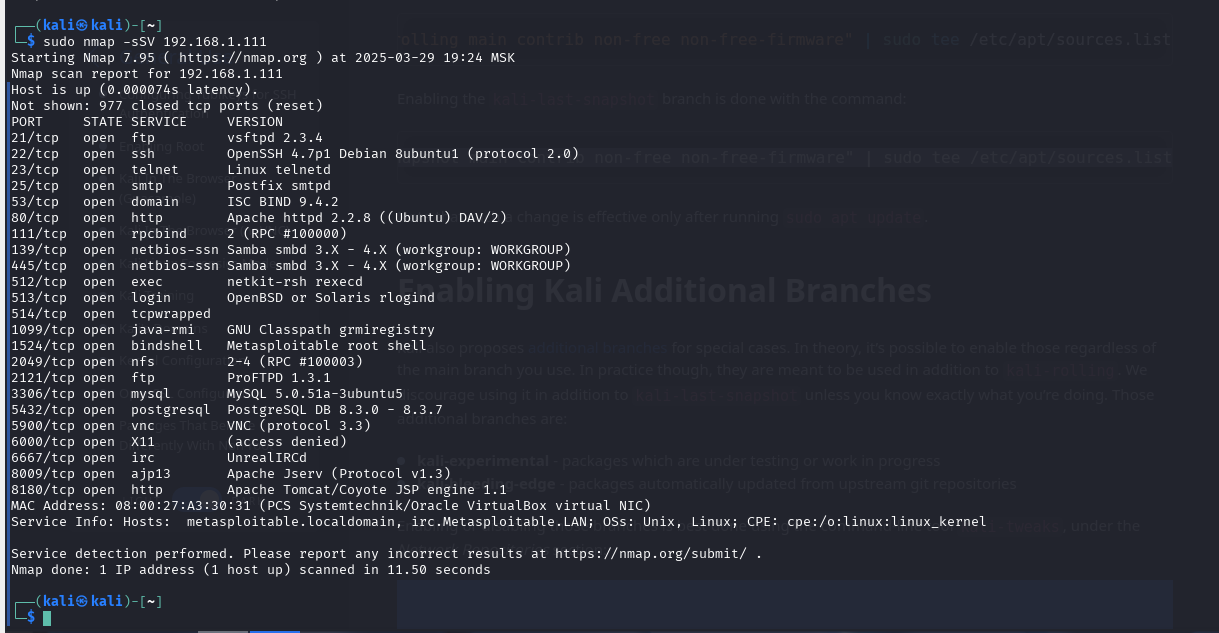 (kali㉿kali)-[~]
$ sudo nmap -sSV 192.168.1.111
Starting Nmap 7.95 ( https://nmap.org ) at 2025-03-29 19:24 MSK
Nmap scan report for 192.168.1.111
Host is up (0.000074s latency).
Not shown: 977 closed tcp ports (reset)
PORT     STATE SERVICE     VERSION
21/tcp   open  ftp         vsftpd 2.3.4
22/tcp   open  ssh         OpenSSH 4.7p1 Debian 8ubuntu1 (protocol 2.0)
23/tcp   open  telnet      Linux telnetd
25/tcp   open  smtp        Postfix smtpd
53/tcp   open  domain      ISC BIND 9.4.2
80/tcp   open  http        Apache httpd 2.2.8 ((Ubuntu) DAV/2)
111/tcp  open  rpcbind     2 (RPC #100000)
139/tcp  open  netbios-ssn Samba smbd 3.X - 4.X (workgroup: WORKGROUP)
445/tcp  open  netbios-ssn Samba smbd 3.X - 4.X (workgroup: WORKGROUP)
512/tcp  open  exec        netkit-rsh rexecd
513/tcp  open  login       OpenBSD or Solaris rlogind
514/tcp  open  tcpwrapped
1099/tcp open  java-rmi    GNU Classpath grmiregistry
1524/tcp open  bindshell   Metasploitable root shell
2049/tcp open  nfs         2-4 (RPC #100003)
2121/tcp open  ftp         ProFTPD 1.3.1
3306/tcp open  mysql       MySQL 5.0.51a-3ubuntu5
5432/tcp open  postgresql  PostgreSQL DB 8.3.0 - 8.3.7
5900/tcp open  vnc         VNC (protocol 3.3)
6000/tcp open  X11         (access denied)
6667/tcp open  irc         UnrealIRCd
8009/tcp open  ajp13       Apache Jserv (Protocol v1.3)
8180/tcp open  http        Apache Tomcat/Coyote JSP engine 1.1
MAC Address: 08:00:27:A3:30:31 (PCS Systemtechnik/Oracle VirtualBox virtual NIC)
Service Info: Hosts:  metasploitable.localdomain, irc.Metasploitable.LAN; OSs: Unix, Linux; CPE: cpe:/o:linux:linux_kernel
Service detection performed. Please report any incorrect results at https://nmap.org/submit/ .
Nmap done: 1 IP address (1 host up) scanned in 11.50 seconds
(kali㉿kali)-[~]
$
olling main contrib non-free non-free-firmware" | sudo tee /etc/apt/sources.list
Enabling the kali-last-snapshot branch is done with the command:
non-free non-free-firmware" | sudo tee /etc/apt/sources.list
change is effective only after running sudo apt update.
Enabling Kali Additional Branches
also proposes additional branches for special cases. In theory, it's possible to enable those regardless of
the main branch you use. In practice though, they are meant to be used in addition to kali-rolling. We
discourage using it in addition to kali-last-snapshot unless you know exactly what you're doing. Those
additional branches are:
kali-experimental - packages which are under testing or work in progress
-edge - packages automatically updated from upstream git repositories
under the